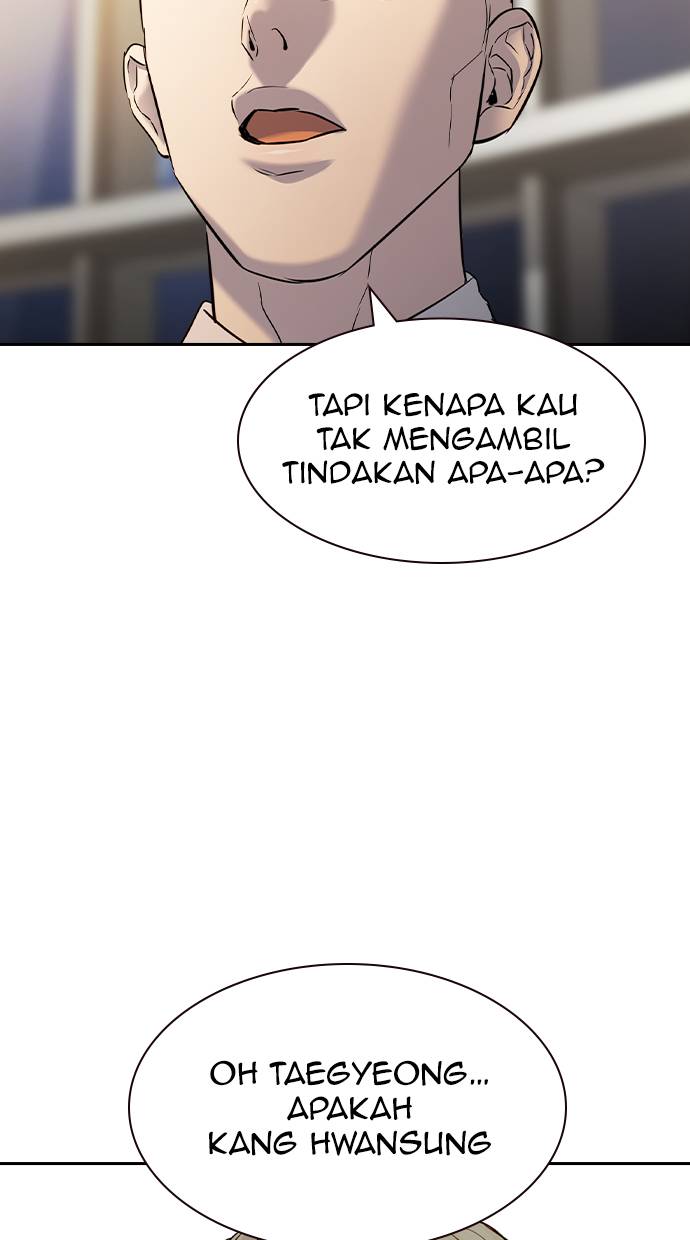 TAPI KENAPA KAU
TAK MENGAMBIL
TINDAKAN APA-APA?
OH TAEGYEONG...
APAKAH
KANG HWANSUNG